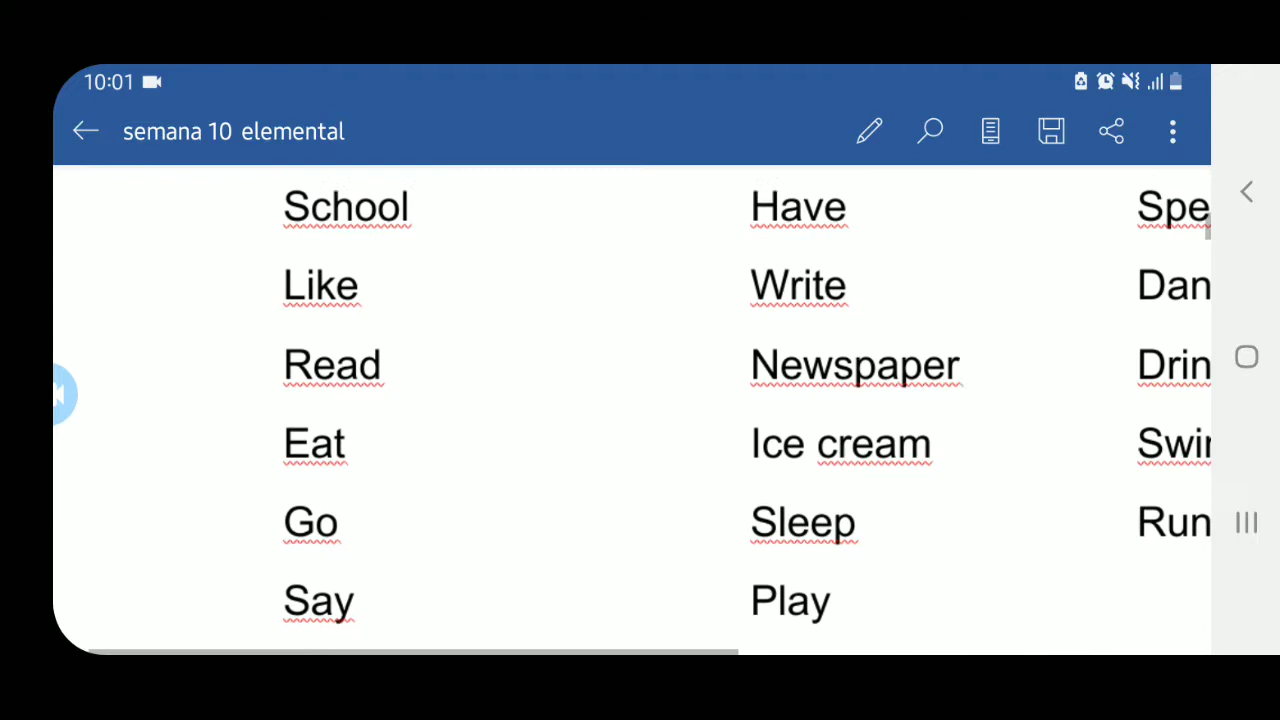 10:01
semana 10 elemental
School Have
Like Write
Read Newspaper
Eat Ice cream
Go Sleep
Say Play
Run